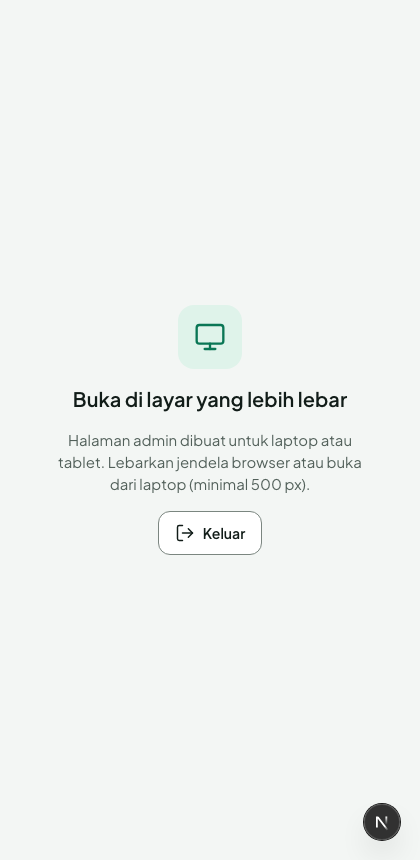 Buka di layar yang lebih lebar
Halaman admin dibuat untuk laptop atau
tablet. Lebarkan jendela browser atau buka
dari laptop (minimal 500 px).
Keluar
N